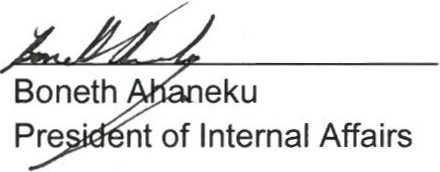 Boneth Ahaneku
President of Internal Affairs